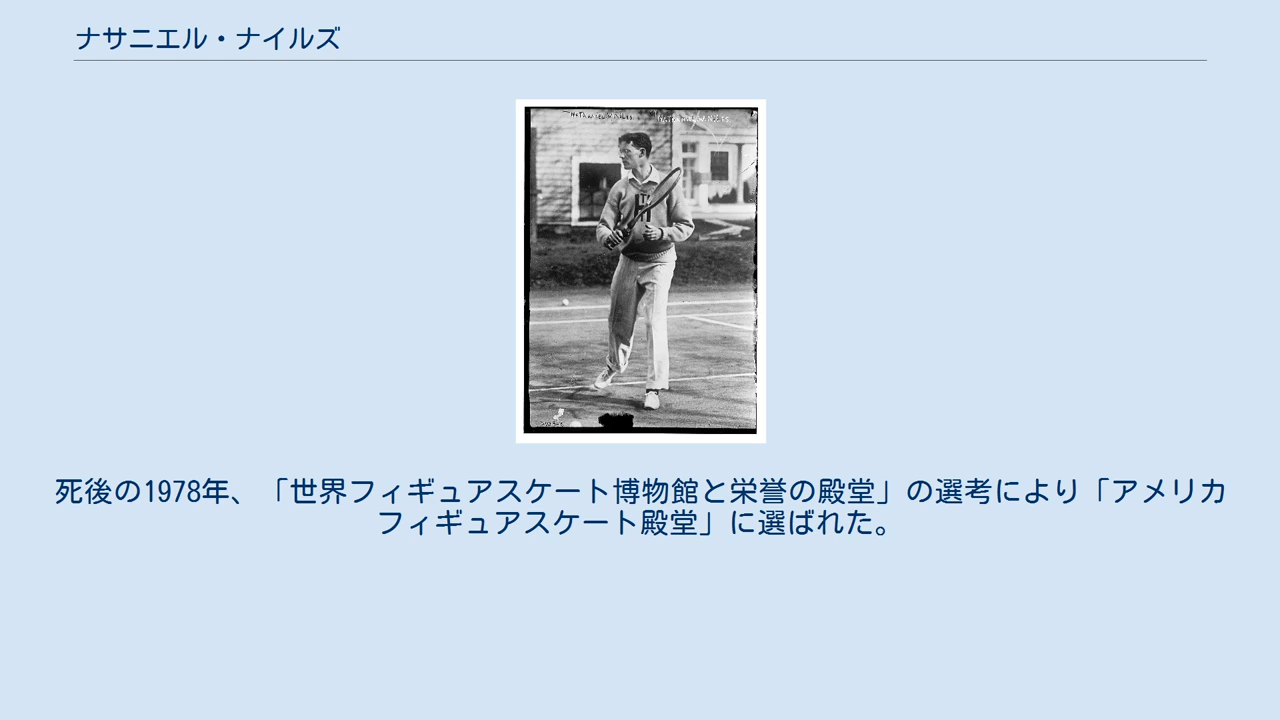 ナサニエル・ナイルズ
死後の1978年、「世界フィギュアスケート博物館と栄誉の殿堂」の選考により「アメリカ
フィギュアスケート殿堂」に選ばれた。